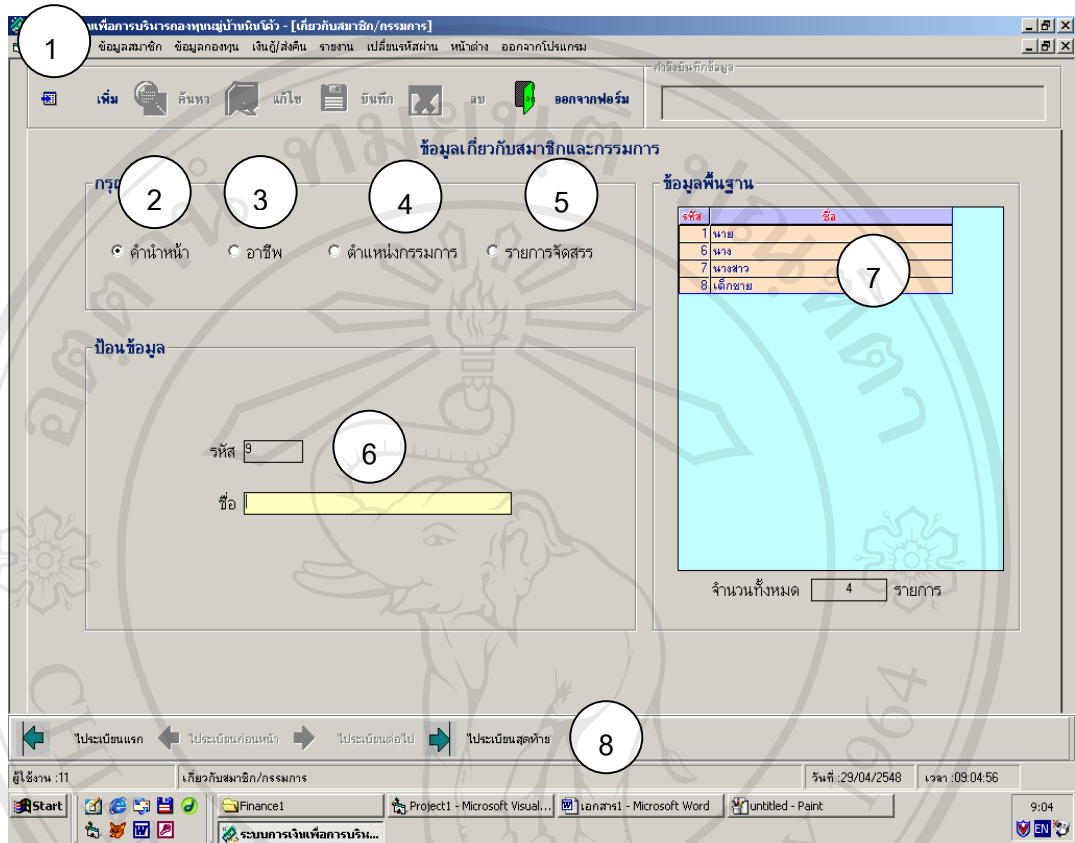 นเพื่อการบริหารกองทุนหมู่บ้านหินโค้ว - [เกี่ยวกับสมาชิก/กรรมการ]
1
ข้อมูลสมาชิก ข้อมูลกองทุน เงินกู้/ส่งคืน รายงาน เปลี่ยนรหัสผ่าน หน้าต่าง ออกจากโปรแกรม
กำลังบันทึกข้อมูล
เพิ่ม ค้นหา แก้ไข บันทึก ลบ ออกจากฟอร์ม
ข้อมูลเกี่ยวกับสมาชิกและกรรมการ
กรุณ
2 3 4 5
คำนำหน้า อาชีพ ตำแหน่งกรรมการ รายการจัดสรร
ข้อมูลพื้นฐาน
รหัส ชื่อ
1 นาย
6 นาง
7 นางสาว
8 เด็กชาย
7
ป้อนข้อมูล
รหัส 9
6
ชื่อ
จำนวนทั้งหมด 4 รายการ
ไประเบียนแรก ไประเบียนก่อนหน้า ไประเบียนต่อไป ไประเบียนสุดท้าย
8
ผู้ใช้งาน :11 เกี่ยวกับสมาชิก/กรรมการ วันที่ :29/04/2548 เวลา :09:04:56
Start Finance1 Project1 - Microsoft Visual... เอกสาร1 - Microsoft Word untitled - Paint 9:04
ระบบการเงินเพื่อการบริห... EN
1964